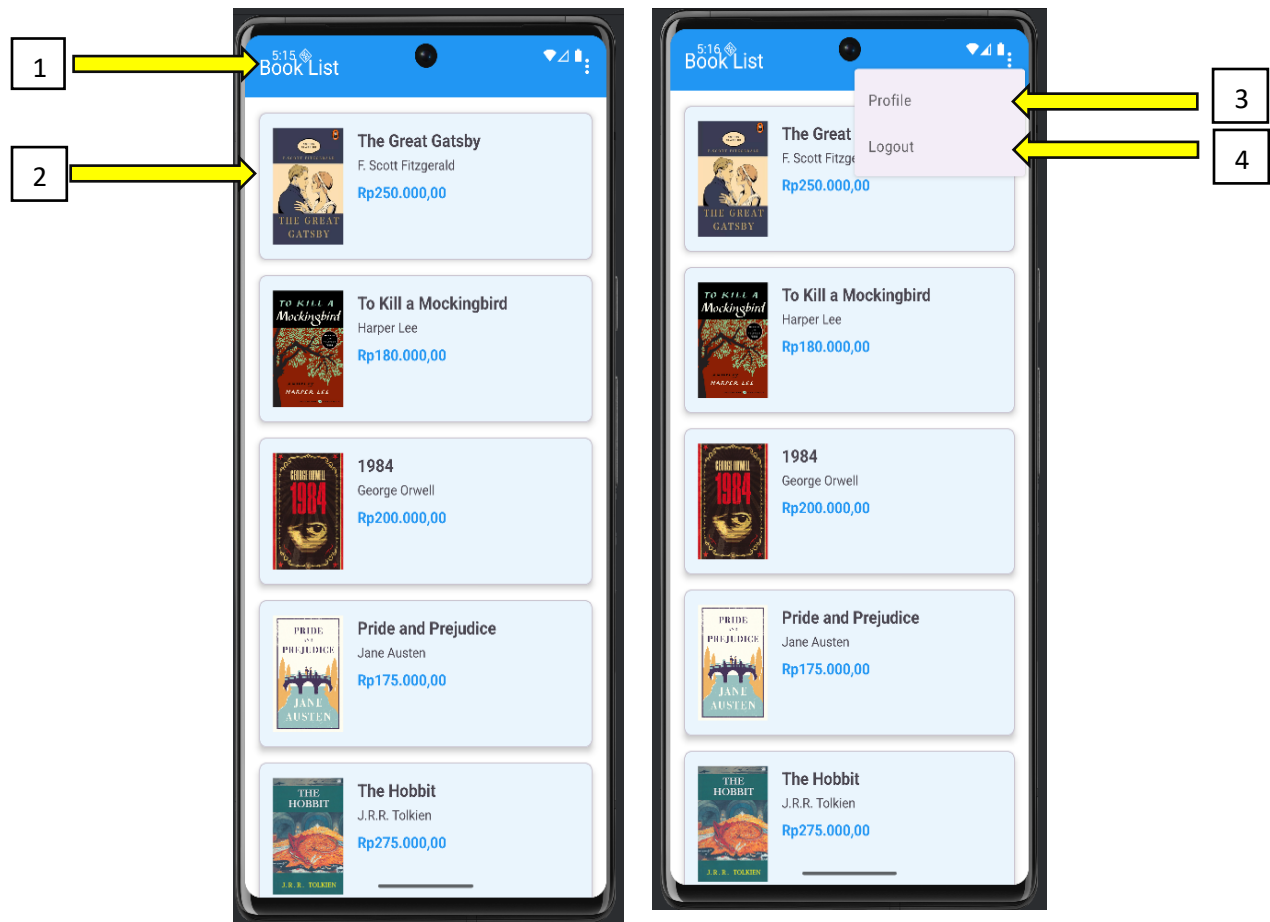 1
2
5:15
Book List
The Great Gatsby
F. Scott Fitzgerald
Rp250.000,00
THE GREAT
GATSBY
TO KILL A
Mockingbird
HARPER LEE
To Kill a Mockingbird
Harper Lee
Rp180.000,00
GEORGE ORWELL
1984
1984
George Orwell
Rp200.000,00
PRIDE
AND
PREJUDICE
JANE
AUSTEN
Pride and Prejudice
Jane Austen
Rp175.000,00
THE
HOBBIT
J.R.R. TOLKIEN
The Hobbit
J.R.R. Tolkien
Rp275.000,00
5:16
Book List
Profile
Logout
3
4
The Great
F. Scott Fitzge
Rp250.000,00
THE GREAT
GATSBY
TO KILL A
Mockingbird
HARPER LEE
To Kill a Mockingbird
Harper Lee
Rp180.000,00
GEORGE ORWELL
1984
1984
George Orwell
Rp200.000,00
PRIDE
AND
PREJUDICE
JANE
AUSTEN
Pride and Prejudice
Jane Austen
Rp175.000,00
THE
HOBBIT
J.R.R. TOLKIEN
The Hobbit
J.R.R. Tolkien
Rp275.000,00